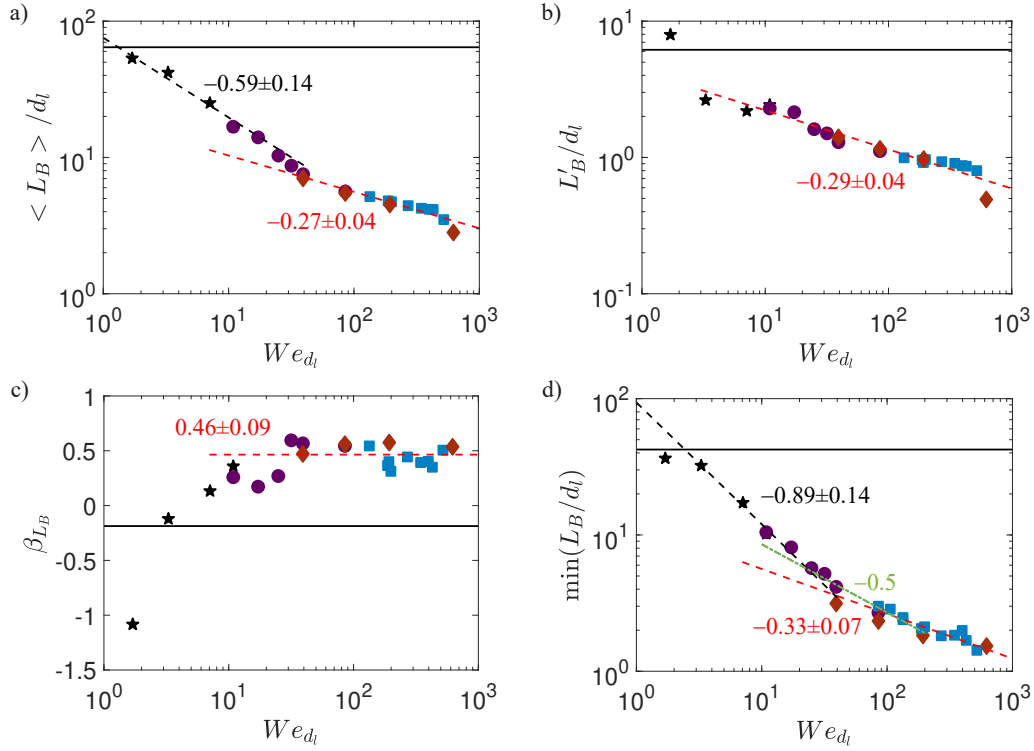 a)
10^2
10^1
10^0
< L_B > /d_l
−0.59±0.14
−0.27±0.04
10^0 10^1 10^2 10^3
We_{d_l}
b)
10^1
10^0
10^{-1}
L'_B/d_l
−0.29±0.04
10^0 10^1 10^2 10^3
We_{d_l}
c)
1
0.5
0
-0.5
-1
-1.5
β_{L_B}
0.46±0.09
10^0 10^1 10^2 10^3
We_{d_l}
d)
10^2
10^1
10^0
min(L_B/d_l)
−0.89±0.14
−0.5
−0.33±0.07
10^0 10^1 10^2 10^3
We_{d_l}